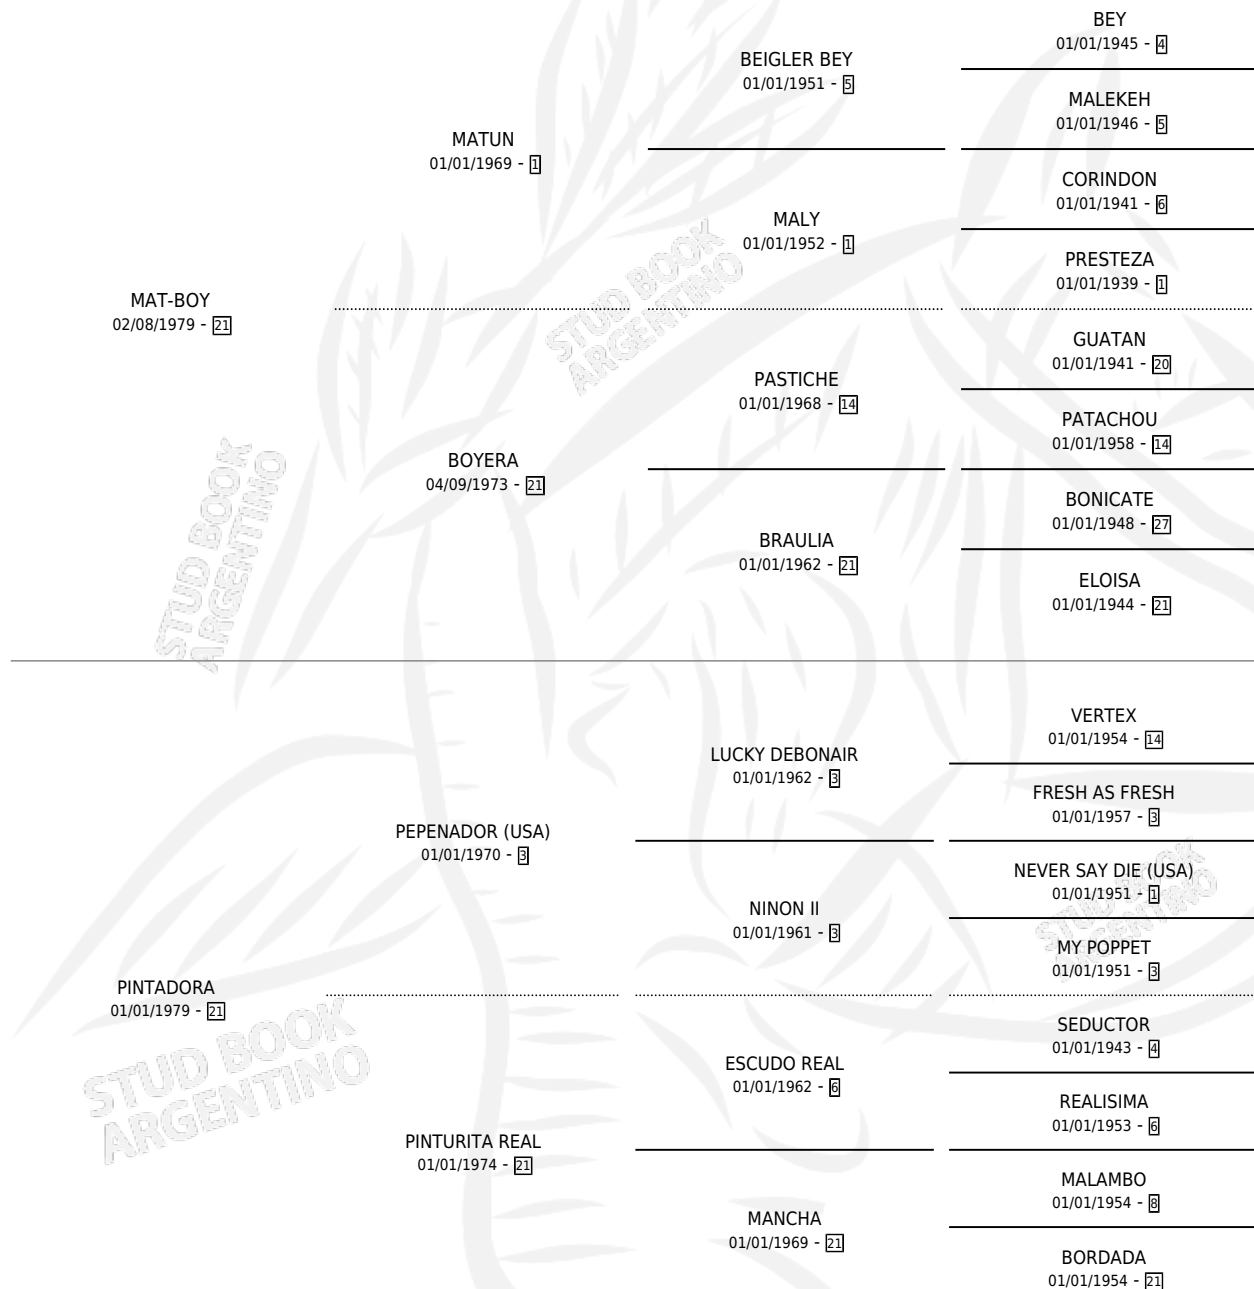 BEY
01/01/1945 - 4
BEIGLER BEY
01/01/1951 - 5
MALEKEH
01/01/1946 - 5
MATUN
01/01/1969 - 1
CORINDON
01/01/1941 - 6
MALY
01/01/1952 - 1
PRESTEZA
01/01/1939 - 1
MAT-BOY
02/08/1979 - 21
STUD BOOK
ARGENTINO
GUATAN
01/01/1941 - 20
PASTICHE
01/01/1968 - 14
PATACHOU
01/01/1958 - 14
BOYERA
04/09/1973 - 21
STUD BOOK
ARGENTINO
BONICATE
01/01/1948 - 27
BRAULIA
01/01/1962 - 21
ELOISA
01/01/1944 - 21
VERTEX
01/01/1954 - 14
LUCKY DEBONAIR
01/01/1962 - 3
FRESH AS FRESH
01/01/1957 - 3
PEPENADOR (USA)
01/01/1970 - 3
NEVER SAY DIE (USA)
01/01/1951 - 1
STUD BOOK
ARGENTINO
NINON II
01/01/1961 - 3
MY POPPET
01/01/1951 - 3
PINTADORA
01/01/1979 - 21
STUD BOOK
ARGENTINO
SEDUCTOR
01/01/1943 - 4
ESCUDO REAL
01/01/1962 - 6
REALISIMA
01/01/1953 - 6
PINTURITA REAL
01/01/1974 - 21
MALAMBO
01/01/1954 - 8
MANCHA
01/01/1969 - 21
BORDADA
01/01/1954 - 21